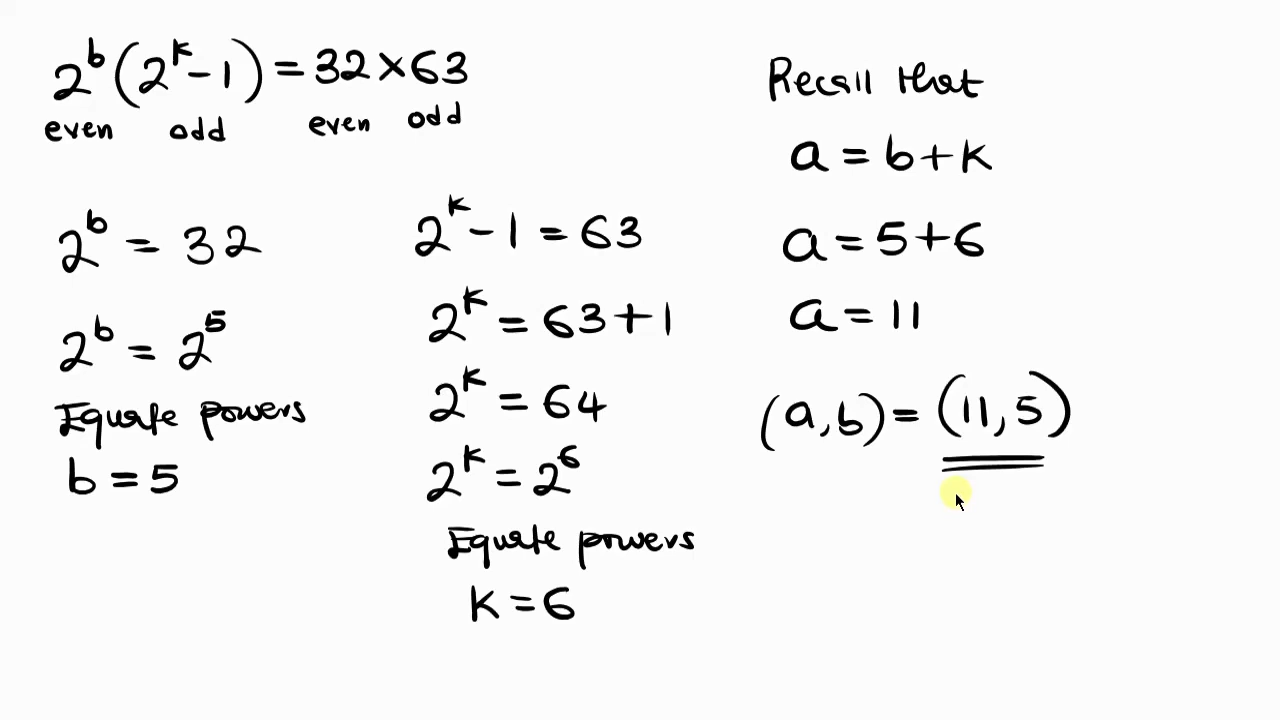 2^b(2^k-1) = 32×63
even odd even odd
2^b = 32
2^b = 2^5
Equate powers
b = 5
2^k - 1 = 63
2^k = 63+1
2^k = 64
2^k = 2^6
Equate powers
k = 6
Recall that
a = b+k
a = 5+6
a = 11
(a,b) = (11,5)